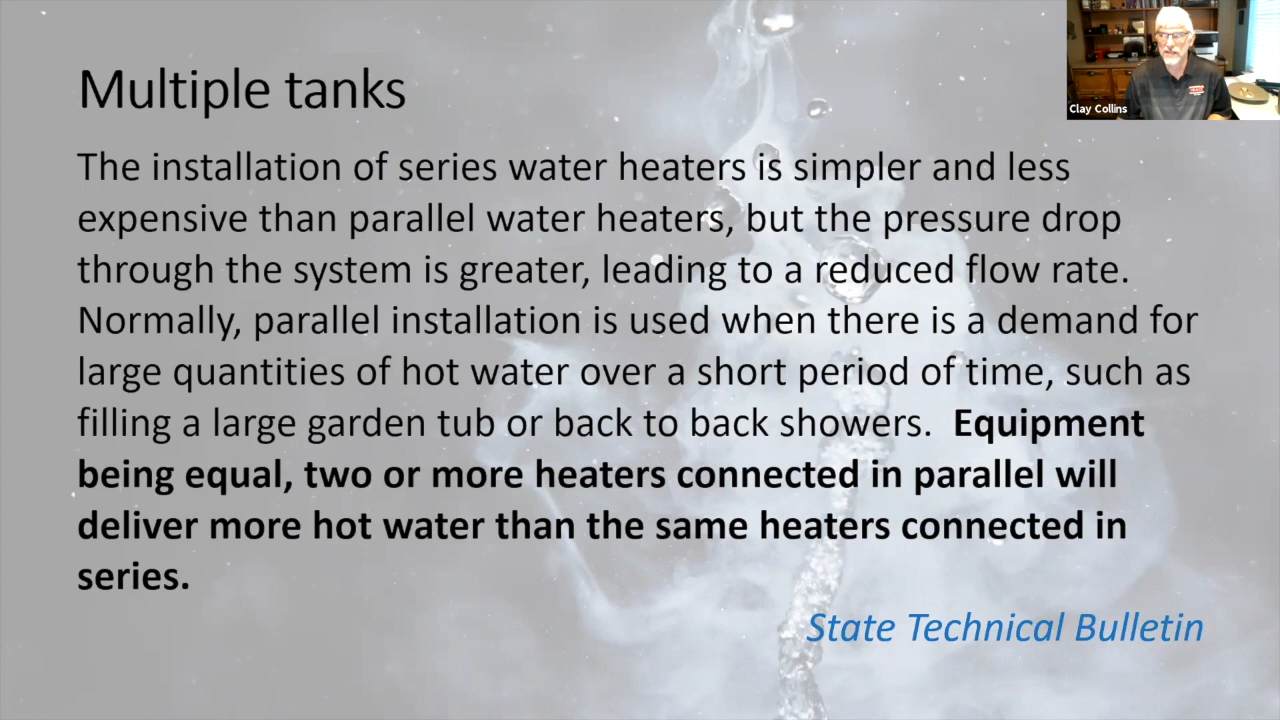 Multiple tanks
Clay Collins
The installation of series water heaters is simpler and less
expensive than parallel water heaters, but the pressure drop
through the system is greater, leading to a reduced flow rate.
Normally, parallel installation is used when there is a demand for
large quantities of hot water over a short period of time, such as
filling a large garden tub or back to back showers. Equipment
being equal, two or more heaters connected in parallel will
deliver more hot water than the same heaters connected in
series.
State Technical Bulletin